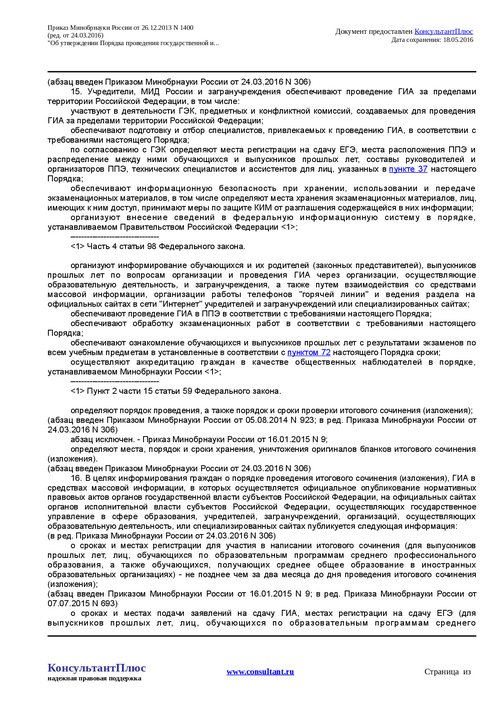 Приказ Минобрнауки России от 26.12.2013 N 1400
(ред. от 24.03.2016)
"Об утверждении Порядка проведения государственной и...
Документ предоставлен КонсультантПлюс
Дата сохранения: 18.05.2016
(абзац введен Приказом Минобрнауки России от 24.03.2016 N 306)
15. Учредители, МИД России и загранучреждения обеспечивают проведение ГИА за пределами
территории Российской Федерации, в том числе:
участвуют в деятельности ГЭК, предметных и конфликтной комиссий, создаваемых для проведения
ГИА за пределами территории Российской Федерации;
обеспечивают подготовку и отбор специалистов, привлекаемых к проведению ГИА, в соответствии с
требованиями настоящего Порядка;
по согласованию с ГЭК определяют места регистрации на сдачу ЕГЭ, места расположения ППЭ и
распределение между ними обучающихся и выпускников прошлых лет, составы руководителей и
организаторов ППЭ, технических специалистов и ассистентов для лиц, указанных в пункте 37 настоящего
Порядка;
обеспечивают информационную безопасность при хранении, использовании и передаче
экзаменационных материалов, в том числе определяют места хранения экзаменационных материалов, лиц,
имеющих к ним доступ, принимают меры по защите КИМ от разглашения содержащейся в них информации;
организуют внесение сведений в федеральную информационную систему в порядке,
устанавливаемом Правительством Российской Федерации <1>;
--------------------------------
<1> Часть 4 статьи 98 Федерального закона.
организуют информирование обучающихся и их родителей (законных представителей), выпускников
прошлых лет по вопросам организации и проведения ГИА через организации, осуществляющие
образовательную деятельность, и загранучреждения, а также путем взаимодействия со средствами
массовой информации, организации работы телефонов "горячей линии" и ведения раздела на
официальных сайтах в сети "Интернет" учредителей и загранучреждений или специализированных сайтах;
обеспечивают проведение ГИА в ППЭ в соответствии с требованиями настоящего Порядка;
обеспечивают обработку экзаменационных работ в соответствии с требованиями настоящего
Порядка;
обеспечивают ознакомление обучающихся и выпускников прошлых лет с результатами экзаменов по
всем учебным предметам в установленные в соответствии с пунктом 72 настоящего Порядка сроки;
осуществляют аккредитацию граждан в качестве общественных наблюдателей в порядке,
устанавливаемом Минобрнауки России <1>;
--------------------------------
<1> Пункт 2 части 15 статьи 59 Федерального закона.
определяют порядок проведения, а также порядок и сроки проверки итогового сочинения (изложения);
(абзац введен Приказом Минобрнауки России от 05.08.2014 N 923; в ред. Приказа Минобрнауки России от
24.03.2016 N 306)
абзац исключен. - Приказ Минобрнауки России от 16.01.2015 N 9;
определяют места, порядок и сроки хранения, уничтожения оригиналов бланков итогового сочинения
(изложения).
(абзац введен Приказом Минобрнауки России от 24.03.2016 N 306)
16. В целях информирования граждан о порядке проведения итогового сочинения (изложения), ГИА в
средствах массовой информации, в которых осуществляется официальное опубликование нормативных
правовых актов органов государственной власти субъектов Российской Федерации, на официальных сайтах
органов исполнительной власти субъектов Российской Федерации, осуществляющих государственное
управление в сфере образования, учредителей, загранучреждений, организаций, осуществляющих
образовательную деятельность, или специализированных сайтах публикуется следующая информация:
(в ред. Приказа Минобрнауки России от 24.03.2016 N 306)
о сроках и местах регистрации для участия в написании итогового сочинения (для выпускников
прошлых лет, лиц, обучающихся по образовательным программам среднего профессионального
образования, а также обучающихся, получающих среднее общее образование в иностранных
образовательных организациях) - не позднее чем за два месяца до дня проведения итогового сочинения
(изложения);
(абзац введен Приказом Минобрнауки России от 16.01.2015 N 9; в ред. Приказа Минобрнауки России от
07.07.2015 N 693)
о сроках и местах подачи заявлений на сдачу ГИА, местах регистрации на сдачу ЕГЭ (для
выпускников прошлых лет, лиц, обучающихся по образовательным программам среднего
КонсультантПлюс
надежная правовая поддержка
www.consultant.ru
Страница из